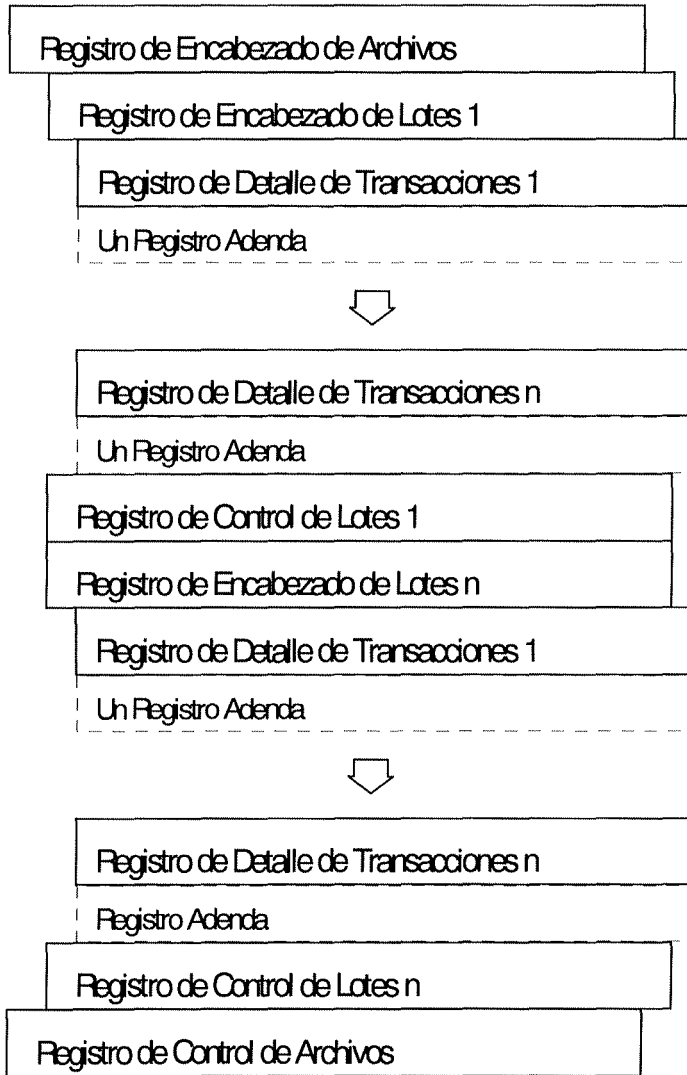 Registro de Encabezado de Archivos
Registro de Encabezado de Lotes 1
Registro de Detalle de Transacciones 1
Un Registro Adenda
Registro de Detalle de Transacciones n
Un Registro Adenda
Registro de Control de Lotes 1
Registro de Encabezado de Lotes n
Registro de Detalle de Transacciones 1
Un Registro Adenda
Registro de Detalle de Transacciones n
Registro Adenda
Registro de Control de Lotes n
Registro de Control de Archivos